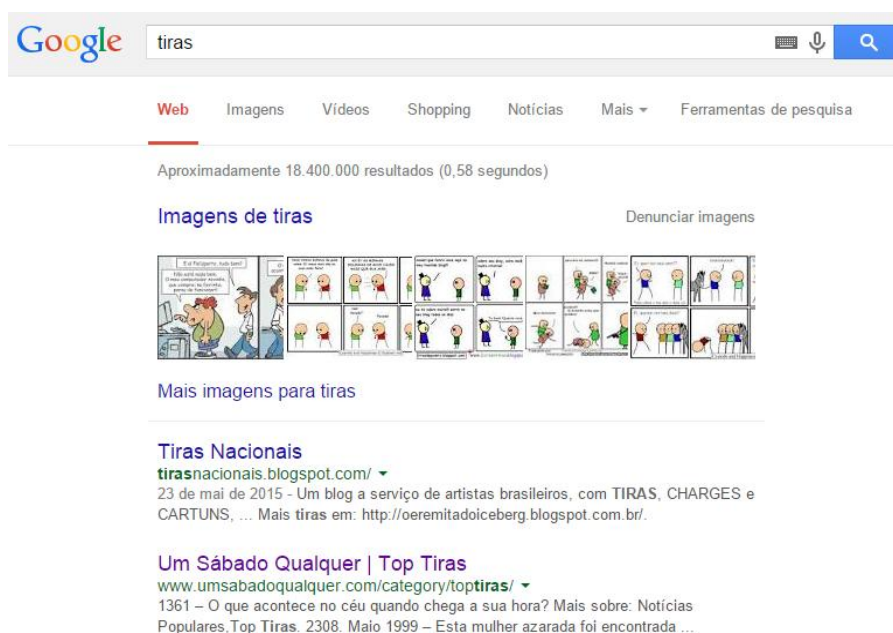 Google
tiras
Web Imagens Vídeos Shopping Notícias Mais Ferramentas de pesquisa
Aproximadamente 18.400.000 resultados (0,58 segundos)
Imagens de tiras Denunciar imagens
Mais imagens para tiras
Tiras Nacionais
tirasnacionais.blogspot.com/
23 de mai de 2015 - Um blog a serviço de artistas brasileiros, com TIRAS, CHARGES e
CARTUNS, ... Mais tiras em: http://oeremitadoiceberg.blogspot.com.br/.
Um Sábado Qualquer | Top Tiras
www.umsabadoqualquer.com/category/toptiras/
1361 – O que acontece no céu quando chega a sua hora? Mais sobre: Notícias
Populares,Top Tiras. 2308. Maio 1999 – Esta mulher azarada foi encontrada ...